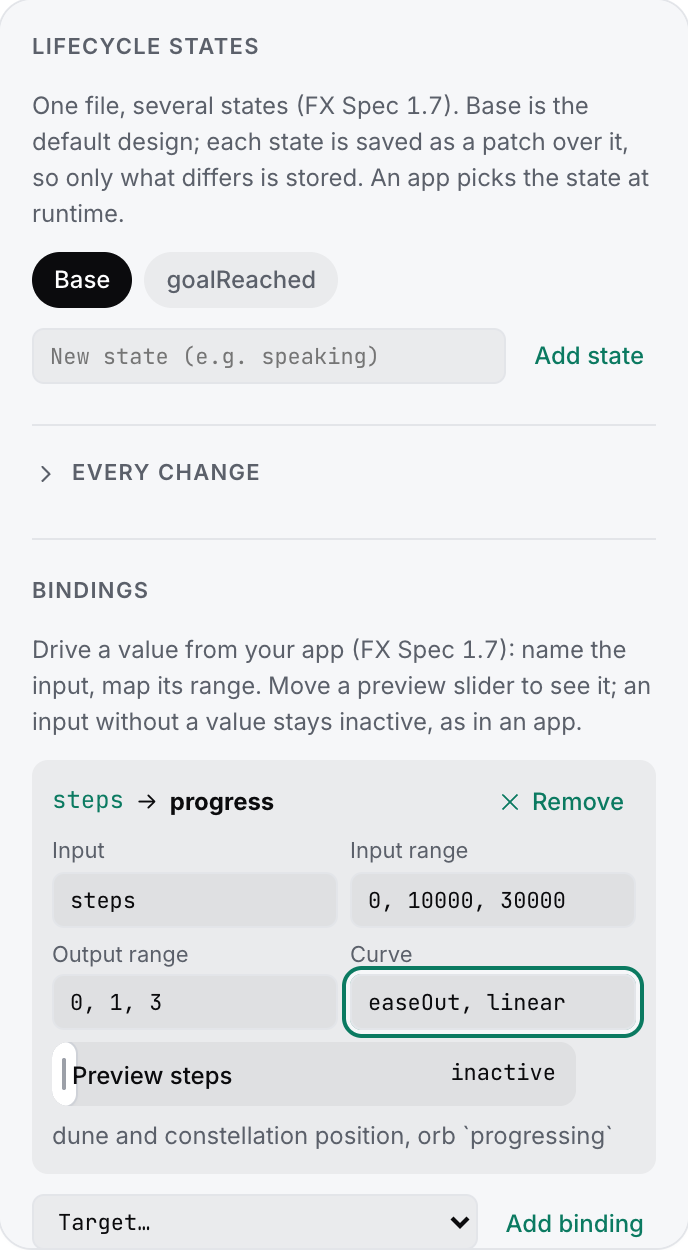 LIFECYCLE STATES
One file, several states (FX Spec 1.7). Base is the
default design; each state is saved as a patch over it,
so only what differs is stored. An app picks the state at
runtime.
Base goalReached
New state (e.g. speaking) Add state
EVERY CHANGE
BINDINGS
Drive a value from your app (FX Spec 1.7): name the
input, map its range. Move a preview slider to see it; an
input without a value stays inactive, as in an app.
steps → progress Remove
Input Input range
steps 0, 10000, 30000
Output range Curve
0, 1, 3 easeOut, linear
Preview steps inactive
dune and constellation position, orb `progressing`
Target… Add binding